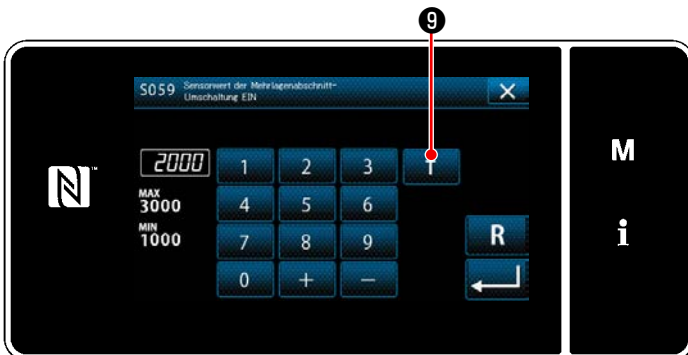 ❾
S059 Sensorwert der Mehrlagenabschnitt-
Umschaltung EIN
2000 1 2 3 T
MAX
3000 4 5 6
MIN
1000 7 8 9 R
0 + −
M
i
N